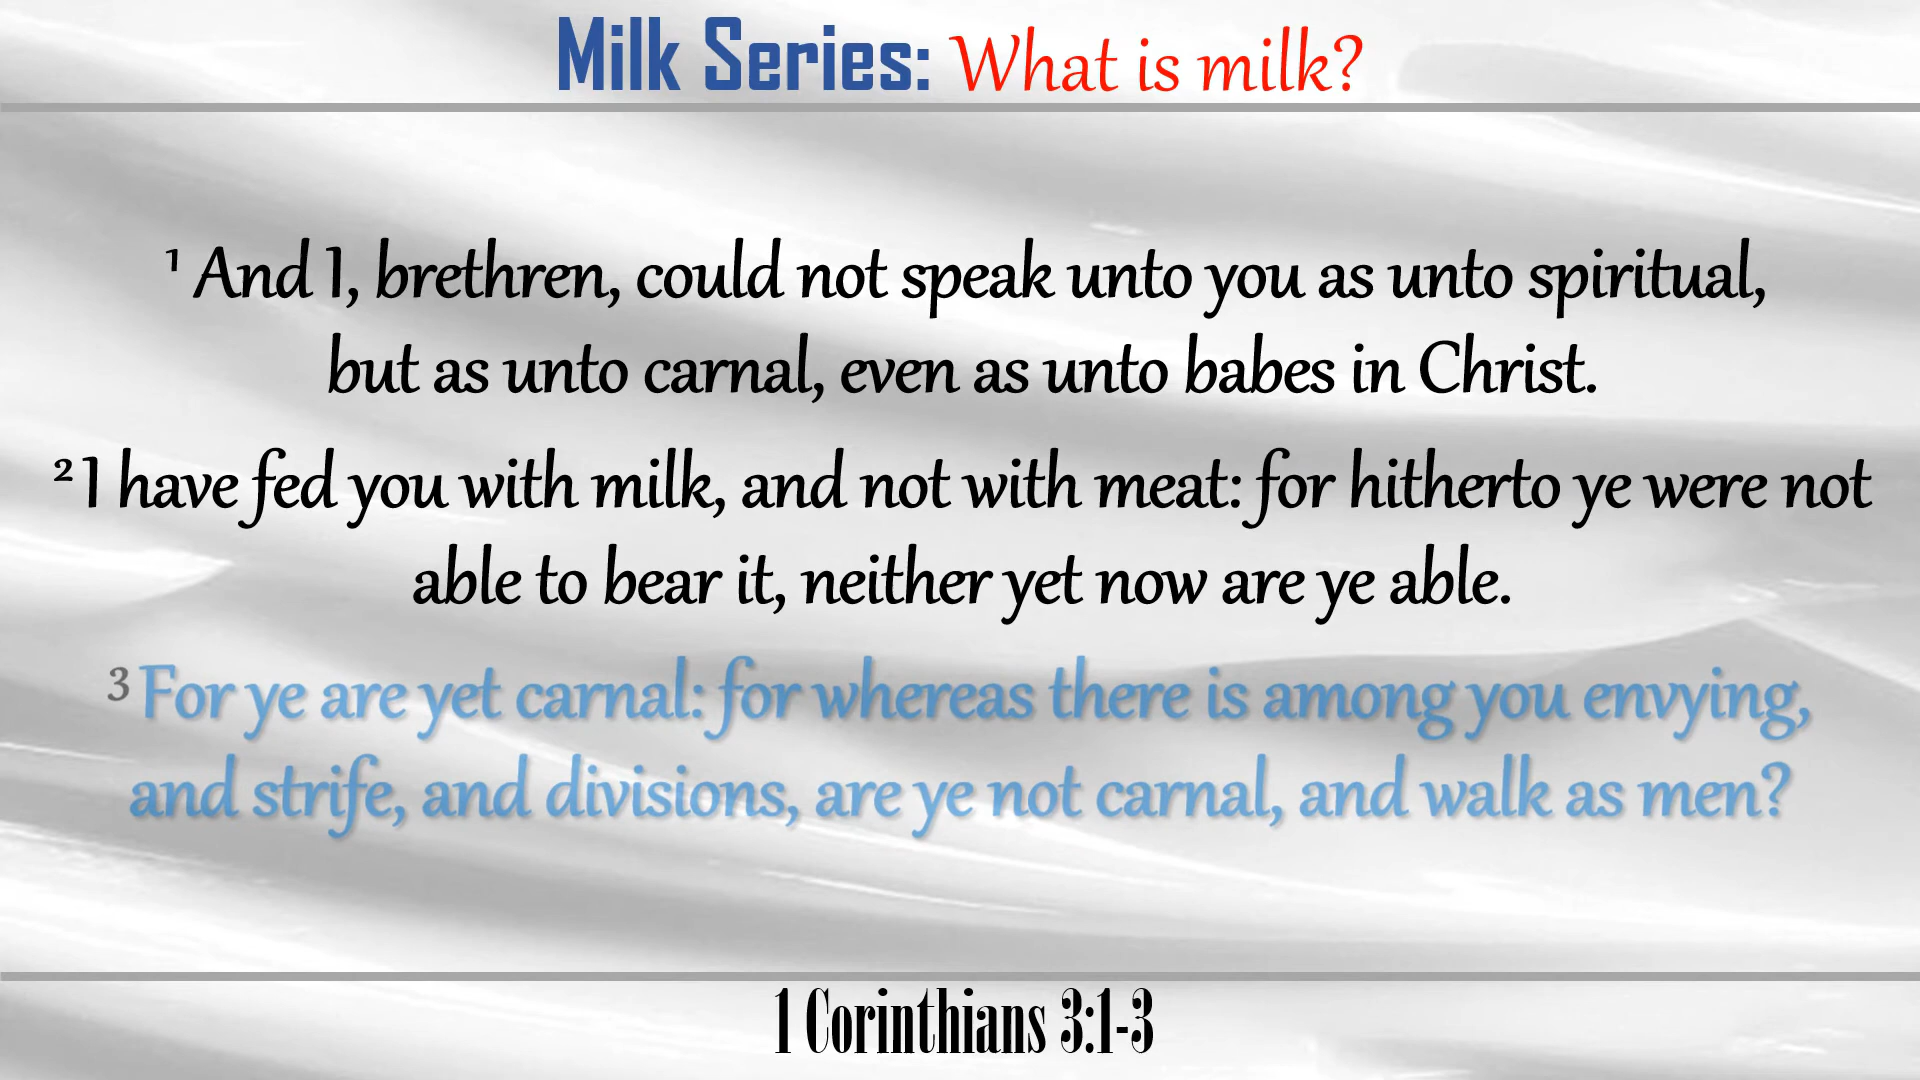 Milk Series: What is milk?
1 And I, brethren, could not speak unto you as unto spiritual,
but as unto carnal, even as unto babes in Christ.
2 I have fed you with milk, and not with meat: for hitherto ye were not
able to bear it, neither yet now are ye able.
3 For ye are yet carnal: for whereas there is among you envying,
and strife, and divisions, are ye not carnal, and walk as men?
1 Corinthians 3:1-3